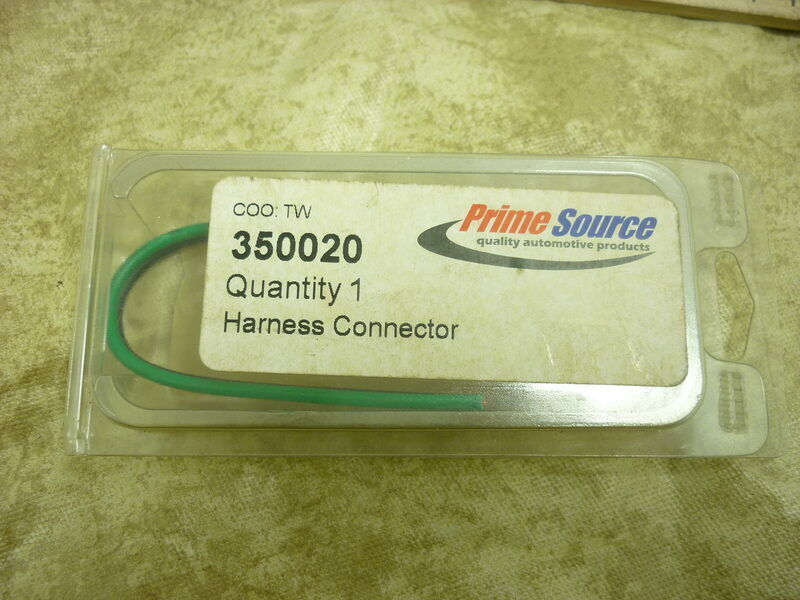 COO: TW
350020
Quantity 1
Harness Connector
Prime Source
quality automotive products